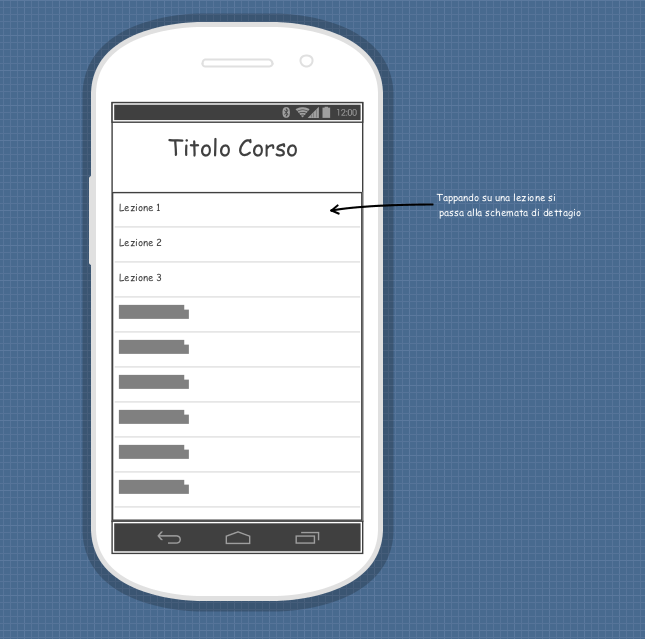 12:00
Titolo Corso
Lezione 1
Tappando su una lezione si
passa alla schemata di dettagio
Lezione 2
Lezione 3